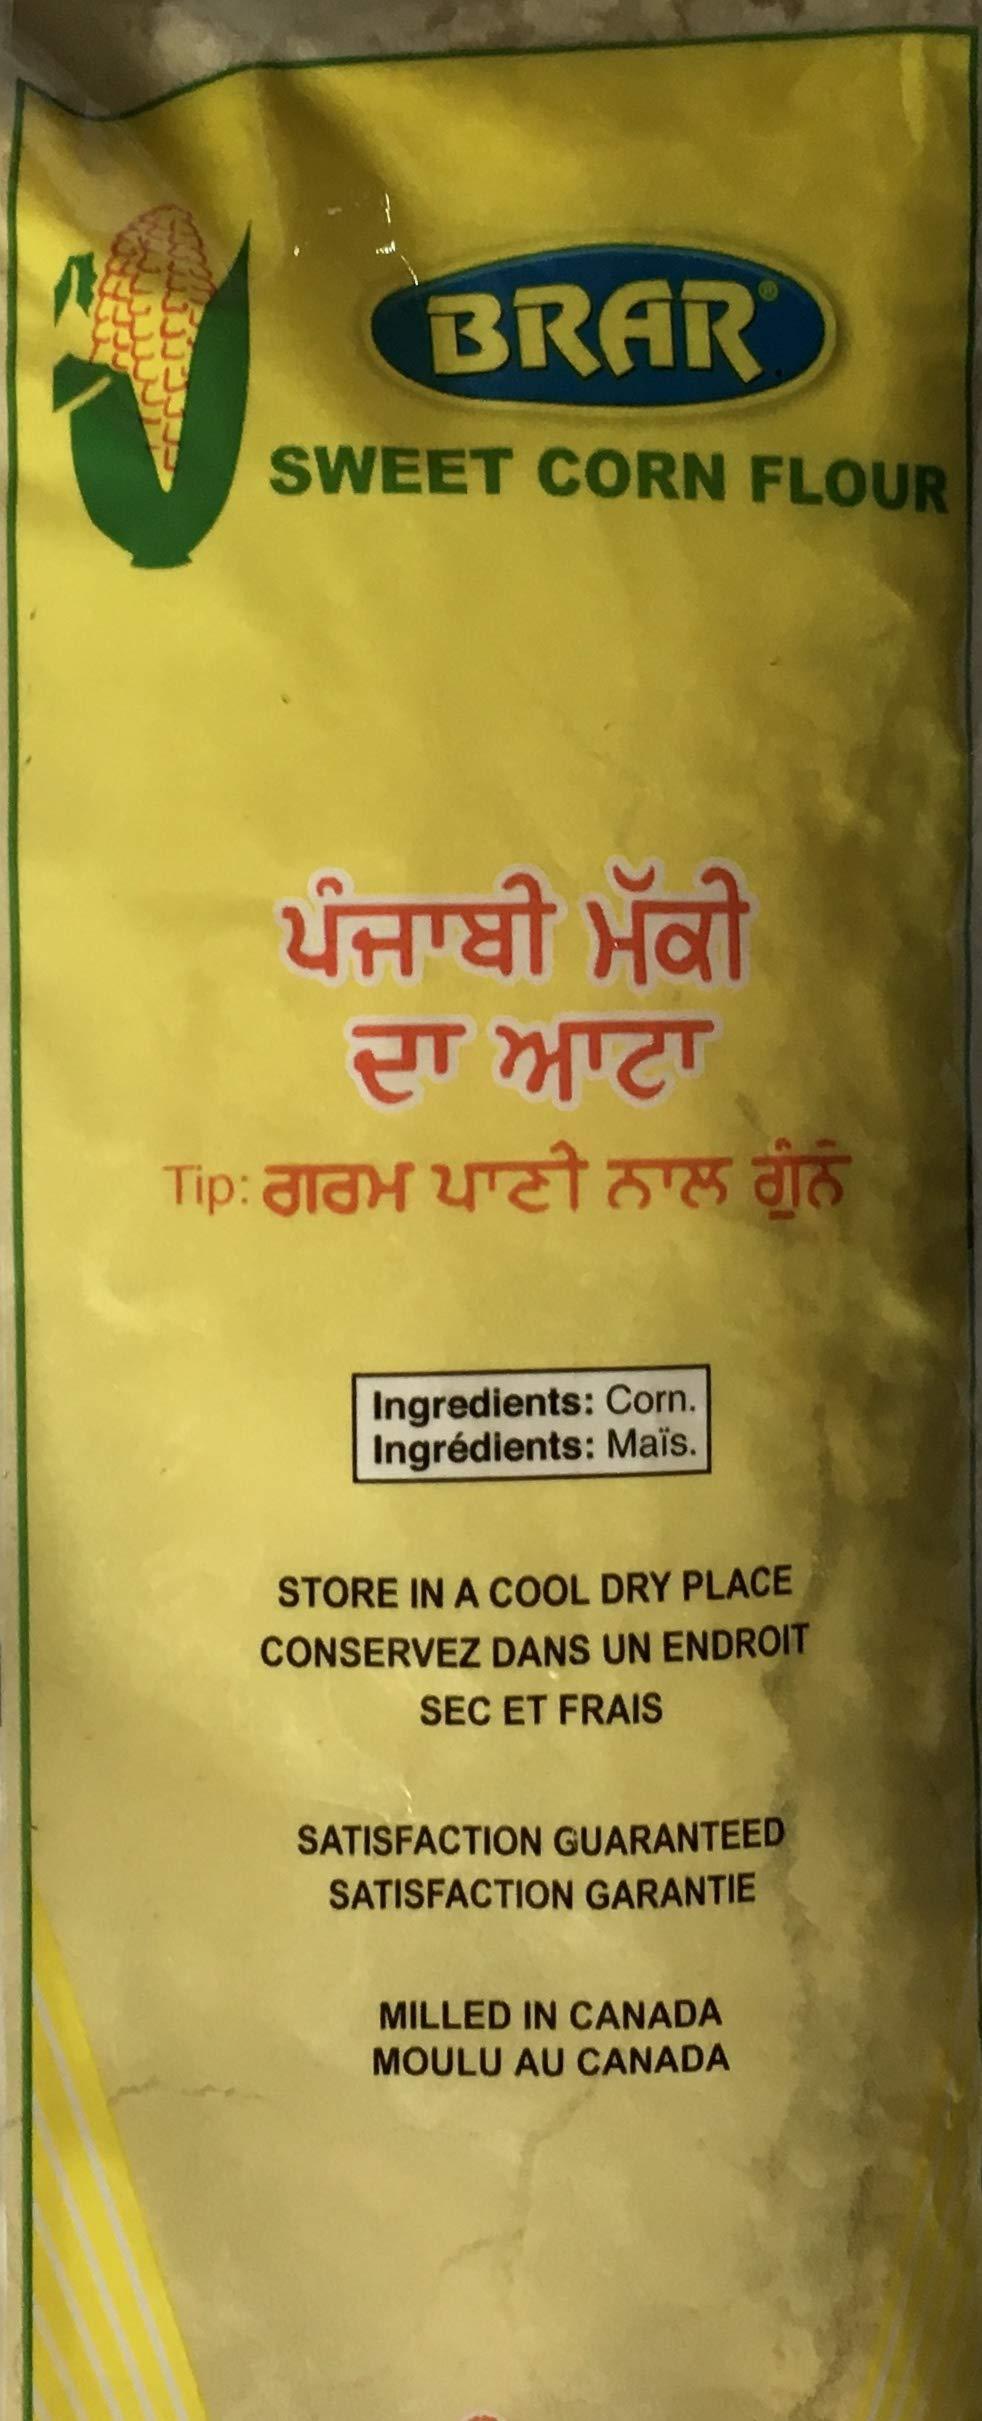 BRAR®
SWEET CORN FLOUR
ਪੰਜਾਬੀ ਮੱਕੀ
ਦਾ ਆਟਾ
Tip: ਗਰਮ ਪਾਣੀ ਨਾਲ ਗੁੰਨੋ
Ingredients: Corn.
Ingrédients: Maïs.
STORE IN A COOL DRY PLACE
CONSERVEZ DANS UN ENDROIT
SEC ET FRAIS
SATISFACTION GUARANTEED
SATISFACTION GARANTIE
MILLED IN CANADA
MOULU AU CANADA